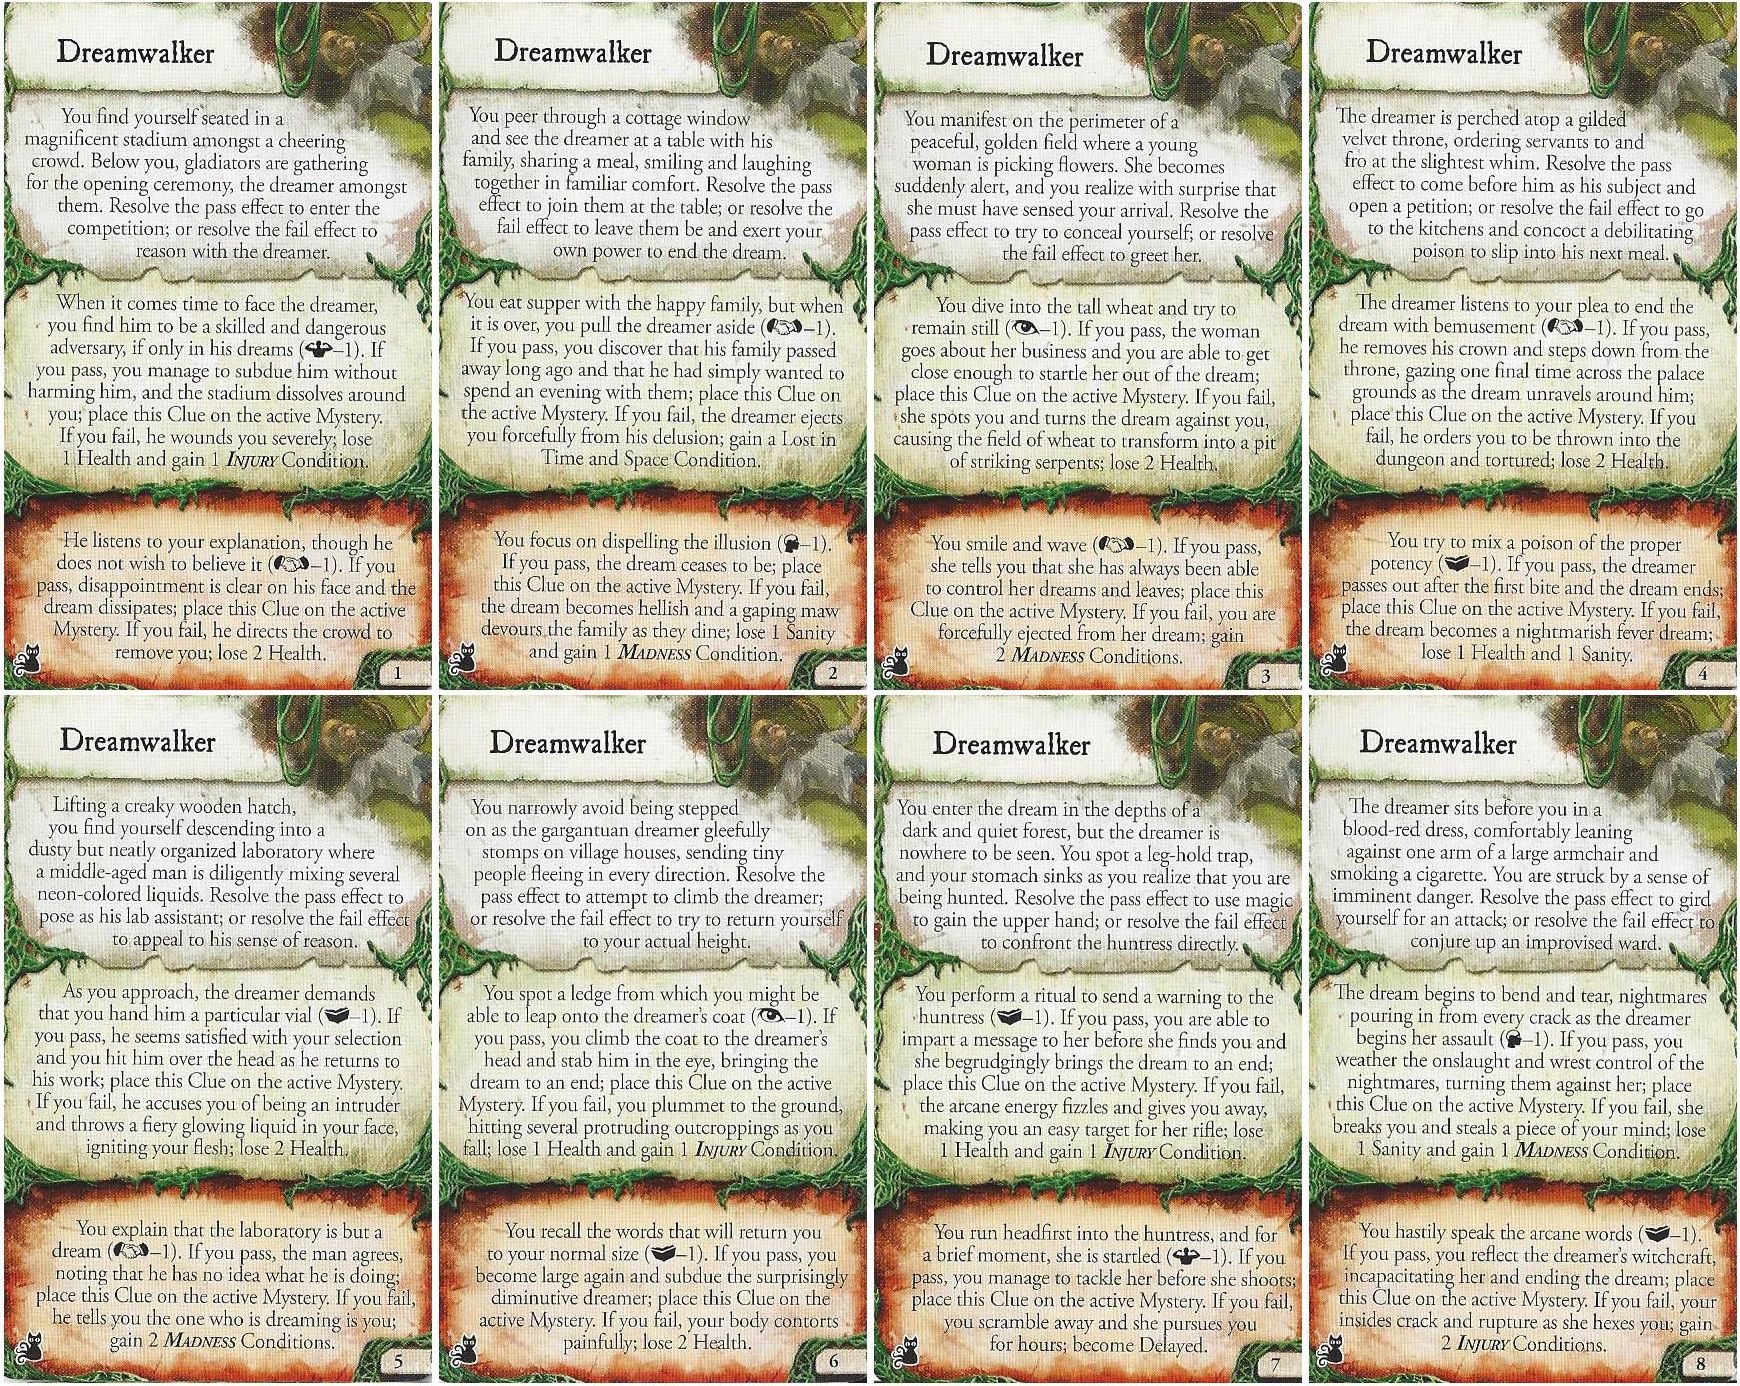 Dreamwalker
You find yourself seated in a
magnificent stadium amongst a cheering
crowd. Below you, gladiators are gathering
for the opening ceremony, the dreamer amongst
them. Resolve the pass effect to enter the
competition; or resolve the fail effect to
reason with the dreamer.
When it comes time to face the dreamer,
you find him to be a skilled and dangerous
adversary, if only in his dreams (–1). If
you pass, you manage to subdue him without
harming him, and the stadium dissolves around
you; place this Clue on the active Mystery.
If you fail, he wounds you severely; lose
1 Health and gain 1 INJURY Condition.
He listens to your explanation, though he
does not wish to believe it (–1). If you
pass, disappointment is clear on his face and the
dream dissipates; place this Clue on the active
Mystery. If you fail, he directs the crowd to
remove you; lose 2 Health.
1
Dreamwalker
You peer through a cottage window
and see the dreamer at a table with his
family, sharing a meal, smiling and laughing
together in familiar comfort. Resolve the pass
effect to join them at the table; or resolve the
fail effect to leave them be and exert your
own power to end the dream.
You eat supper with the happy family, but when
it is over, you pull the dreamer aside (–1).
If you pass, you discover that his family passed
away long ago and that he had simply wanted to
spend an evening with them; place this Clue on
the active Mystery. If you fail, the dreamer ejects
you forcefully from his delusion; gain a Lost in
Time and Space Condition.
You focus on dispelling the illusion (–1).
If you pass, the dream ceases to be; place
this Clue on the active Mystery. If you fail,
the dream becomes hellish and a gaping maw
devours the family as they dine; lose 1 Sanity
and gain 1 MADNESS Condition.
2
Dreamwalker
You manifest on the perimeter of a
peaceful, golden field where a young
woman is picking flowers. She becomes
suddenly alert, and you realize with surprise that
she must have sensed your arrival. Resolve the
pass effect to try to conceal yourself; or resolve
the fail effect to greet her.
You dive into the tall wheat and try to
remain still (–1). If you pass, the woman
goes about her business and you are able to get
close enough to startle her out of the dream;
place this Clue on the active Mystery. If you fail,
she spots you and turns the dream against you,
causing the field of wheat to transform into a pit
of striking serpents; lose 2 Health.
You smile and wave (–1). If you pass,
she tells you that she has always been able
to control her dreams and leaves; place this
Clue on the active Mystery. If you fail, you are
forcefully ejected from her dream; gain
2 MADNESS Conditions.
3
Dreamwalker
The dreamer is perched atop a gilded
velvet throne, ordering servants to and
fro at the slightest whim. Resolve the pass
effect to come before him as his subject and
open a petition; or resolve the fail effect to go
to the kitchens and concoct a debilitating
poison to slip into his next meal.
The dreamer listens to your plea to end the
dream with bemusement (–1). If you pass,
he removes his crown and steps down from the
throne, gazing one final time across the palace
grounds as the dream unravels around him;
place this Clue on the active Mystery. If you
fail, he orders you to be thrown into the
dungeon and tortured; lose 2 Health.
You try to mix a poison of the proper
potency (–1). If you pass, the dreamer
passes out after the first bite and the dream ends;
place this Clue on the active Mystery. If you fail,
the dream becomes a nightmarish fever dream;
lose 1 Health and 1 Sanity.
4
Dreamwalker
Lifting a creaky wooden hatch,
you find yourself descending into a
dusty but neatly organized laboratory where
a middle-aged man is diligently mixing several
neon-colored liquids. Resolve the pass effect to
pose as his lab assistant; or resolve the fail effect
to appeal to his sense of reason.
As you approach, the dreamer demands
that you hand him a particular vial (–1). If
you pass, he seems satisfied with your selection
and you hit him over the head as he returns to
his work; place this Clue on the active Mystery.
If you fail, he accuses you of being an intruder
and throws a fiery glowing liquid in your face,
igniting your flesh; lose 2 Health.
You explain that the laboratory is but a
dream (–1). If you pass, the man agrees,
noting that he has no idea what he is doing;
place this Clue on the active Mystery. If you fail,
he tells you the one who is dreaming is you;
gain 2 MADNESS Conditions.
5
Dreamwalker
You narrowly avoid being stepped
on as the gargantuan dreamer gleefully
stomps on village houses, sending tiny
people fleeing in every direction. Resolve the
pass effect to attempt to climb the dreamer;
or resolve the fail effect to try to return yourself
to your actual height.
You spot a ledge from which you might be
able to leap onto the dreamer's coat (–1). If
you pass, you climb the coat to the dreamer's
head and stab him in the eye, bringing the
dream to an end; place this Clue on the active
Mystery. If you fail, you plummet to the ground,
hitting several protruding outcroppings as you
fall; lose 1 Health and gain 1 INJURY Condition.
You recall the words that will return you
to your normal size (–1). If you pass, you
become large again and subdue the surprisingly
diminutive dreamer; place this Clue on the
active Mystery. If you fail, your body contorts
painfully; lose 2 Health.
6
Dreamwalker
You enter the dream in the depths of a
dark and quiet forest, but the dreamer is
nowhere to be seen. You spot a leg-hold trap,
and your stomach sinks as you realize that you are
being hunted. Resolve the pass effect to use magic
to gain the upper hand; or resolve the fail effect
to confront the huntress directly.
You perform a ritual to send a warning to the
huntress (–1). If you pass, you are able to
impart a message to her before she finds you and
she begrudgingly brings the dream to an end;
place this Clue on the active Mystery. If you fail,
the arcane energy fizzles and gives you away,
making you an easy target for her rifle; lose
1 Health and gain 1 INJURY Condition.
You run headfirst into the huntress, and for
a brief moment, she is startled (–1). If you
pass, you manage to tackle her before she shoots;
place this Clue on the active Mystery. If you fail,
you scramble away and she pursues you
for hours; become Delayed.
7
Dreamwalker
The dreamer sits before you in a
blood-red dress, comfortably leaning
against one arm of a large armchair and
smoking a cigarette. You are struck by a sense of
imminent danger. Resolve the pass effect to gird
yourself for an attack; or resolve the fail effect to
conjure up an improvised ward.
The dream begins to bend and tear, nightmares
pouring in from every crack as the dreamer
begins her assault (–1). If you pass, you
weather the onslaught and wrest control of the
nightmares, turning them against her; place
this Clue on the active Mystery. If you fail, she
breaks you and steals a piece of your mind; lose
1 Sanity and gain 1 MADNESS Condition.
You hastily speak the arcane words (–1).
If you pass, you reflect the dreamer's witchcraft,
incapacitating her and ending the dream; place
this Clue on the active Mystery. If you fail, your
insides crack and rupture as she hexes you; gain
2 INJURY Conditions.
8